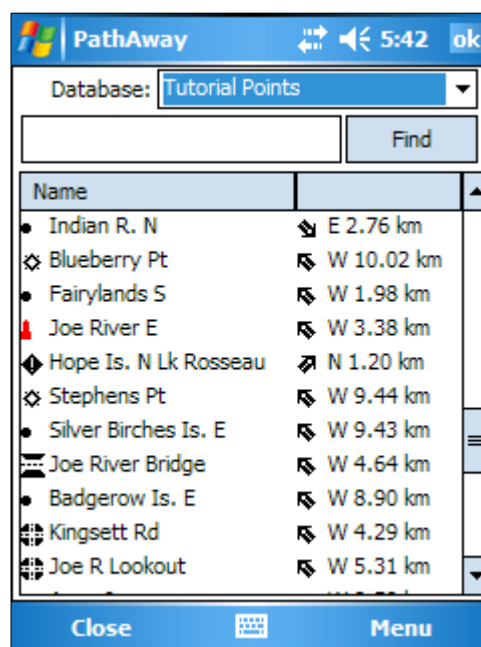 PathAway 5:42 ok
Database: Tutorial Points
Find
Name
Indian R. N E 2.76 km
Blueberry Pt W 10.02 km
Fairylands S W 1.98 km
Joe River E W 3.38 km
Hope Is. N Lk Rosseau N 1.20 km
Stephens Pt W 9.44 km
Silver Birches Is. E W 9.43 km
Joe River Bridge W 4.64 km
Badgerow Is. E W 8.90 km
Kingsett Rd W 4.29 km
Joe R Lookout W 5.31 km
Close Menu